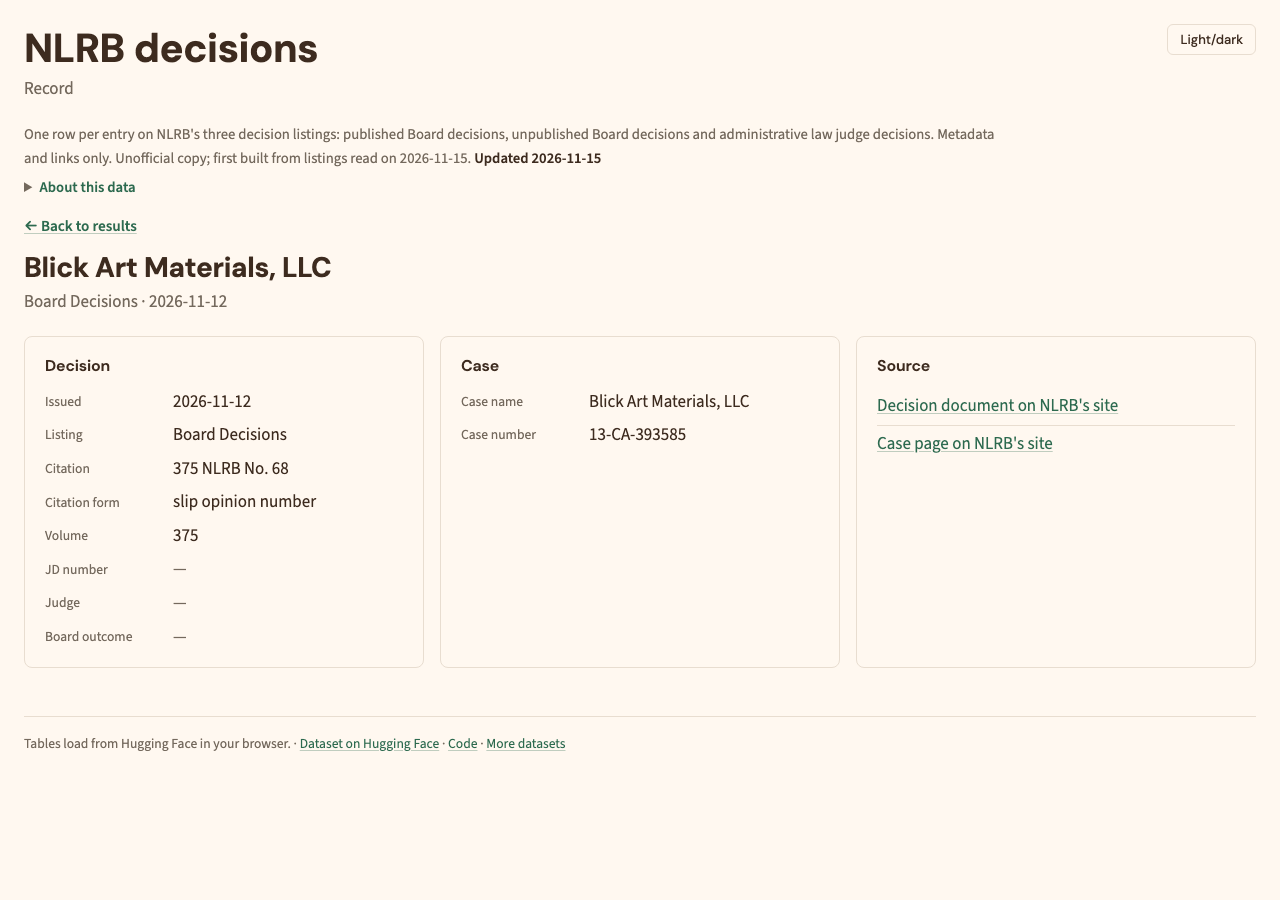 NLRB decisions
Light/dark
Record
One row per entry on NLRB's three decision listings: published Board decisions, unpublished Board decisions and administrative law judge decisions. Metadata
and links only. Unofficial copy; first built from listings read on 2026-11-15. Updated 2026-11-15
About this data
← Back to results
Blick Art Materials, LLC
Board Decisions · 2026-11-12
Decision
Issued 2026-11-12
Listing Board Decisions
Citation 375 NLRB No. 68
Citation form slip opinion number
Volume 375
JD number —
Judge —
Board outcome —
Case
Case name Blick Art Materials, LLC
Case number 13-CA-393585
Source
Decision document on NLRB's site
Case page on NLRB's site
Tables load from Hugging Face in your browser. · Dataset on Hugging Face · Code · More datasets